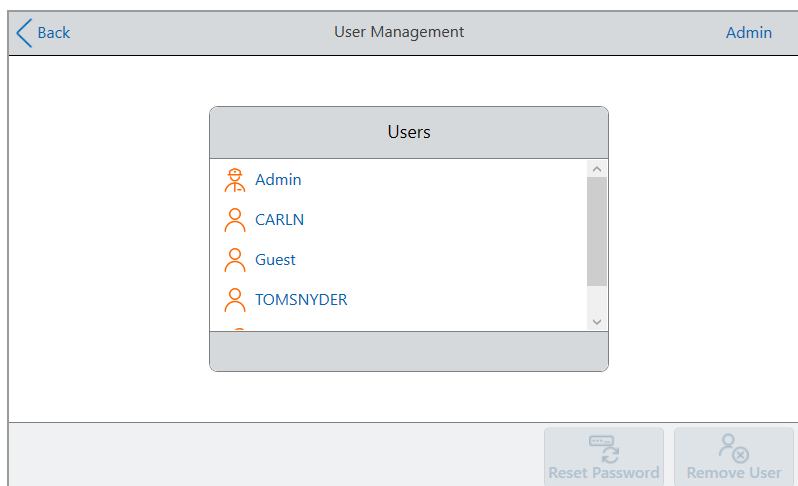 Back
User Management
Admin
Users
Admin
CARLN
Guest
TOMSNYDER
Reset Password
Remove User